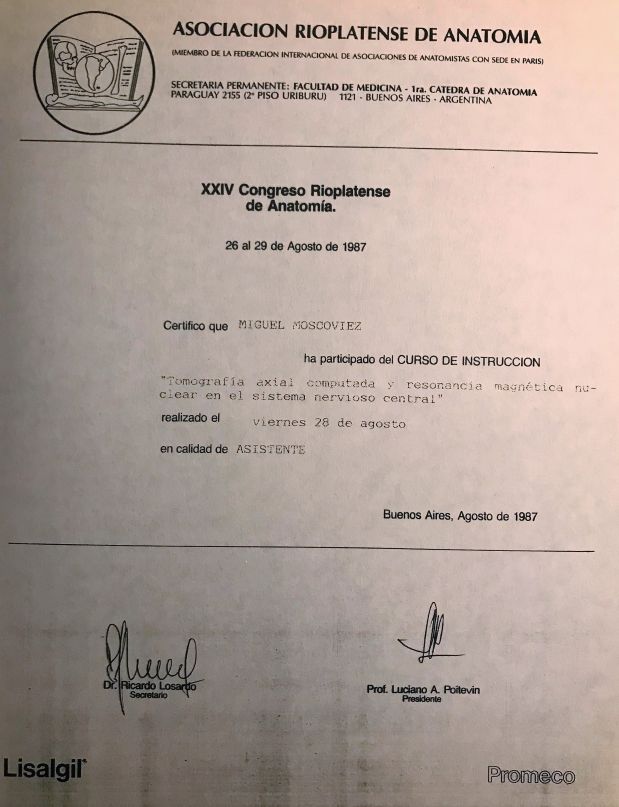 ASOCIACION RIOPLATENSE DE ANATOMIA
(MIEMBRO DE LA FEDERACION INTERNACIONAL DE ASOCIACIONES DE ANATOMISTAS CON SEDE EN PARIS)
SECRETARIA PERMANENTE: FACULTAD DE MEDICINA - 1ra. CATEDRA DE ANATOMIA
PARAGUAY 2155 (2º PISO URIBURU) 1121 - BUENOS AIRES - ARGENTINA
XXIV Congreso Rioplatense
de Anatomía.
26 al 29 de Agosto de 1987
Certifico que MIGUEL MOSCOVIEZ
ha participado del CURSO DE INSTRUCCION
"Tomografía axial computada y resonancia magnética nu-
clear en el sistema nervioso central"
realizado el viernes 28 de agosto
en calidad de ASISTENTE
Buenos Aires, Agosto de 1987
Dr. Ricardo Losardo
Secretario
Prof. Luciano A. Poitevin
Presidente
Lisalgil
Promeco